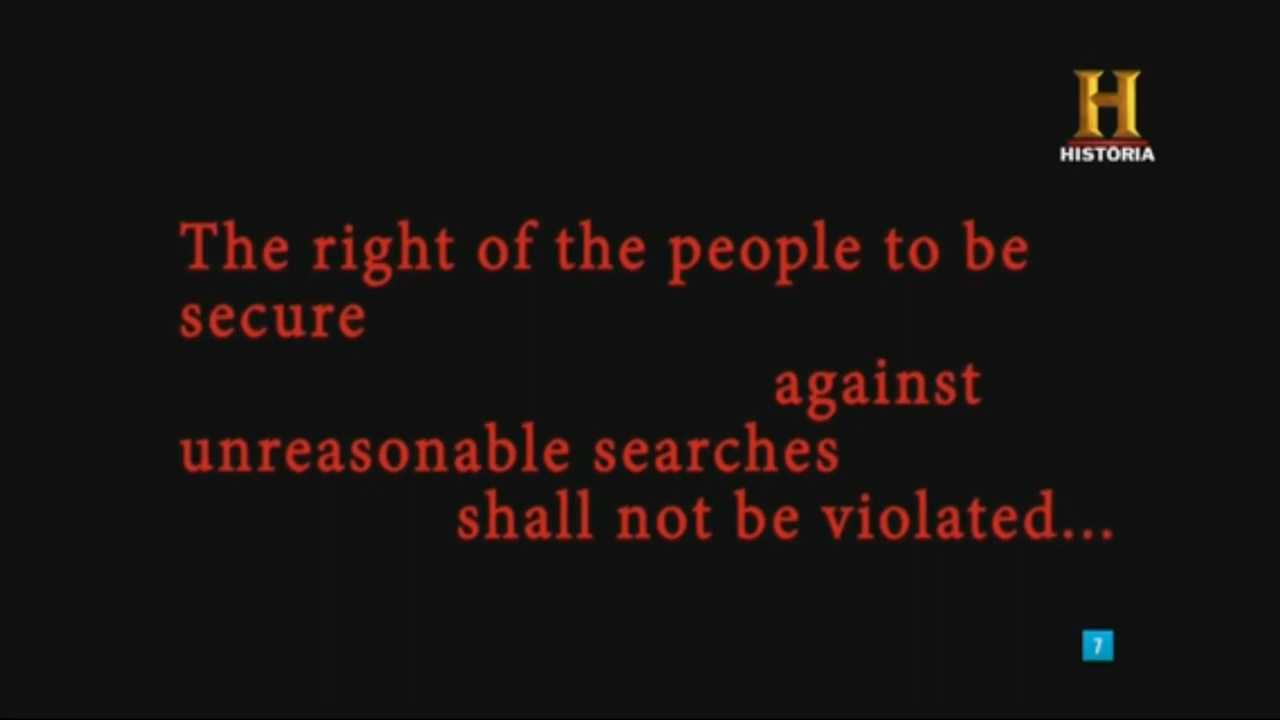 H
HISTORIA
The right of the people to be
secure
against
unreasonable searches
shall not be violated...
7